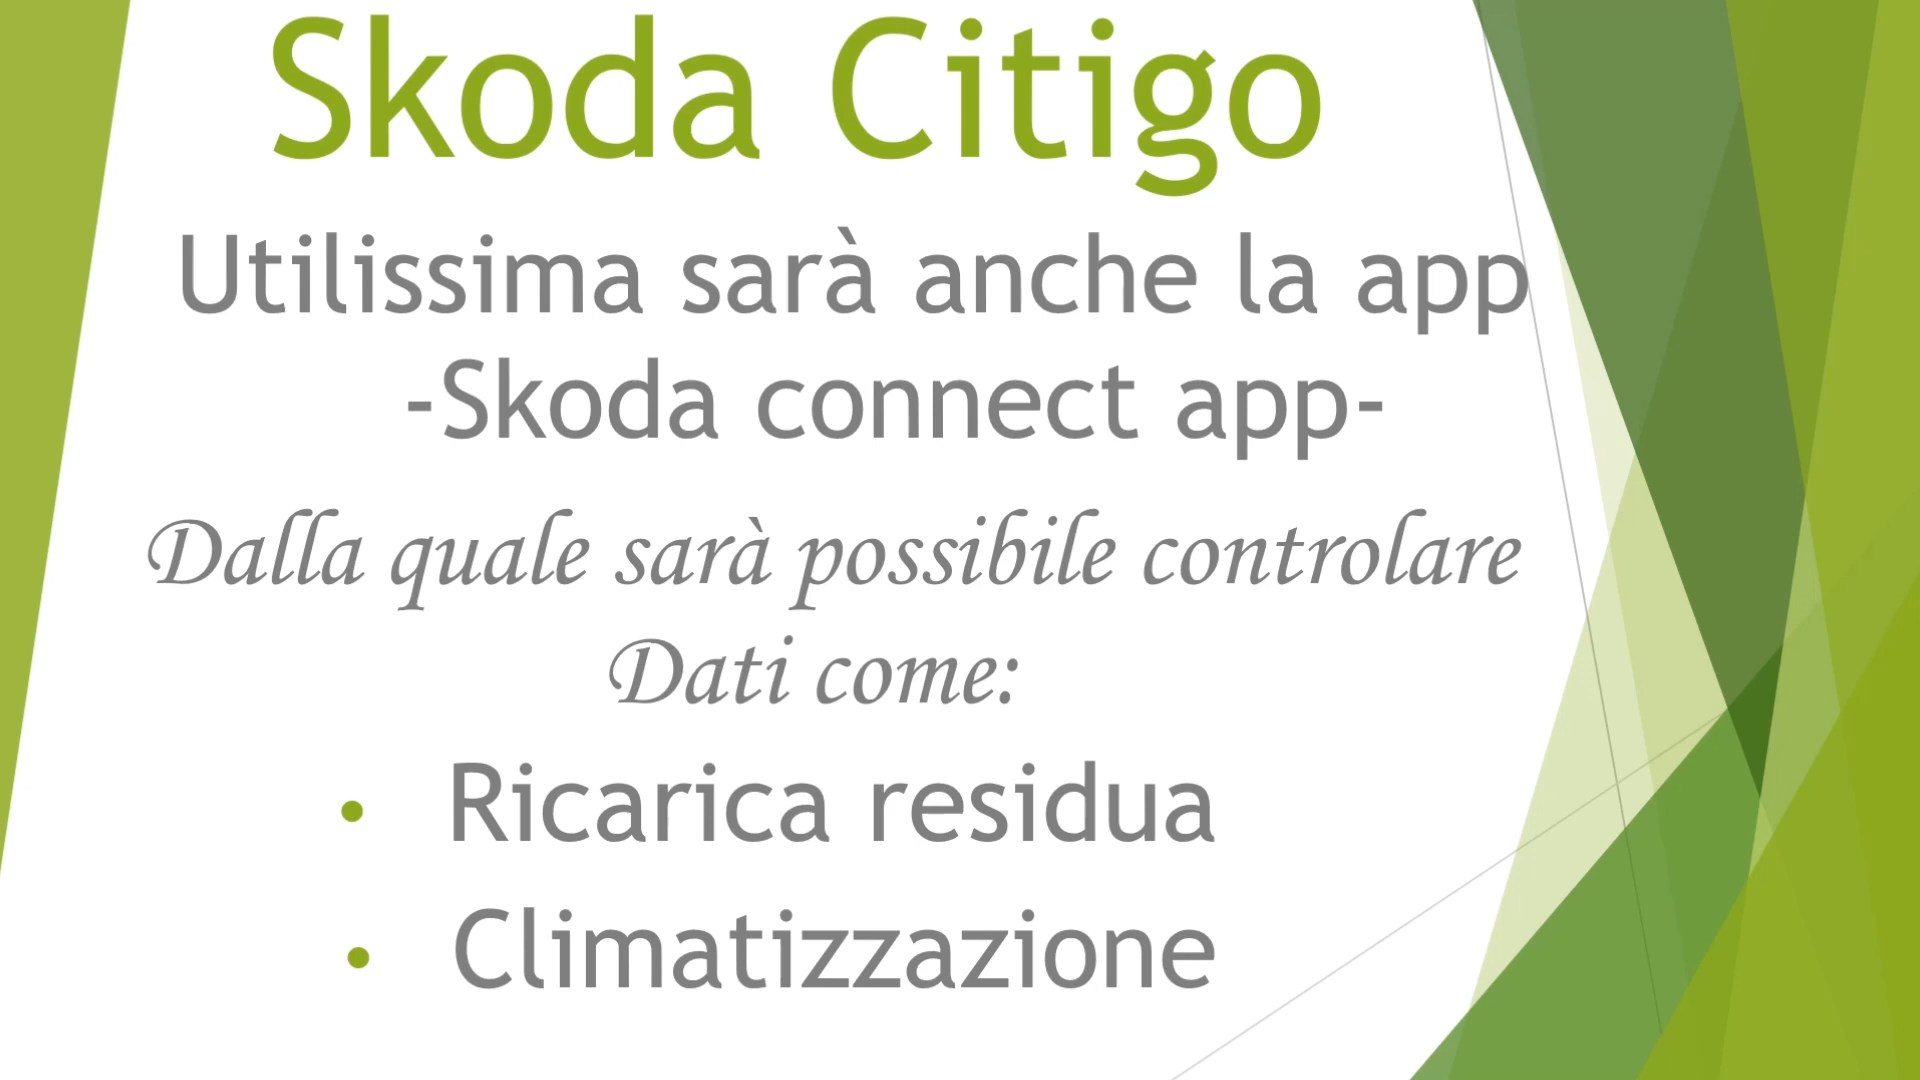 Skoda Citigo
Utilissima sarà anche la app
-Skoda connect app-
Dalla quale sarà possibile controlare
Dati come:
• Ricarica residua
• Climatizzazione